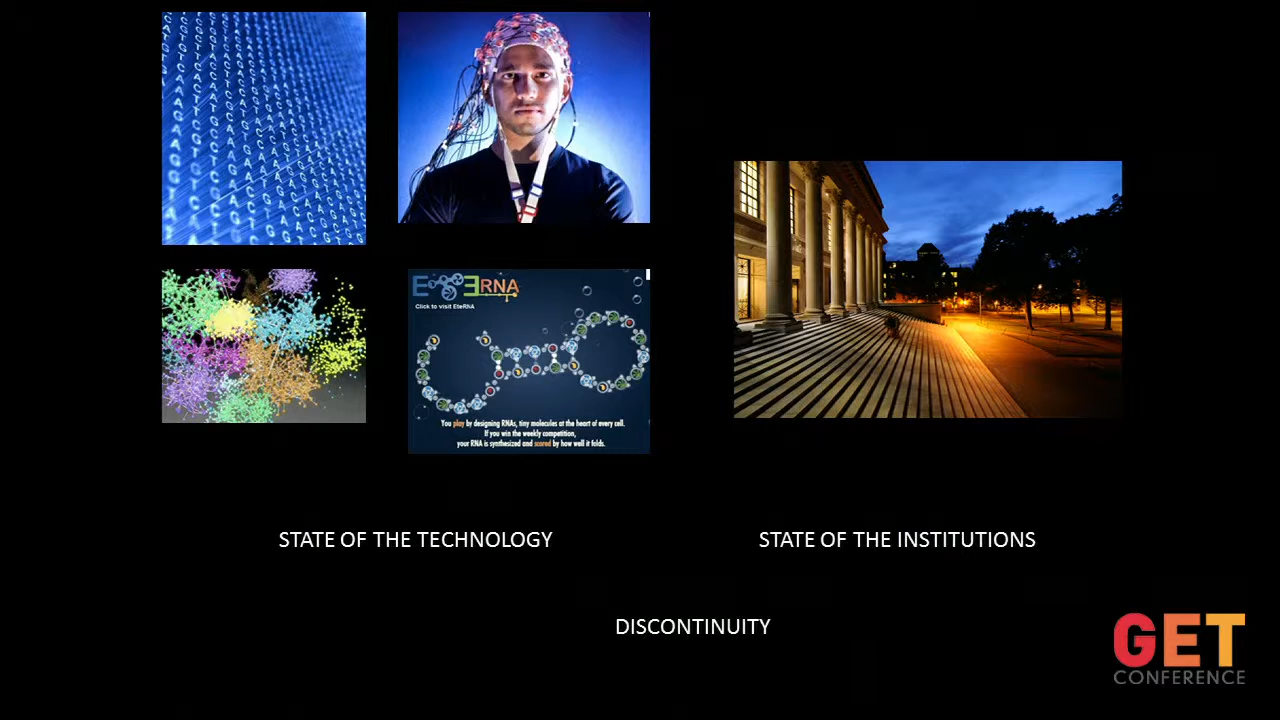 EteRNA
Click to visit EteRNA
You play by designing RNAs, tiny molecules at the heart of every cell.
If you win the weekly competition,
your RNA is synthesized and scored by how well it folds.
STATE OF THE TECHNOLOGY
STATE OF THE INSTITUTIONS
DISCONTINUITY
GET
CONFERENCE